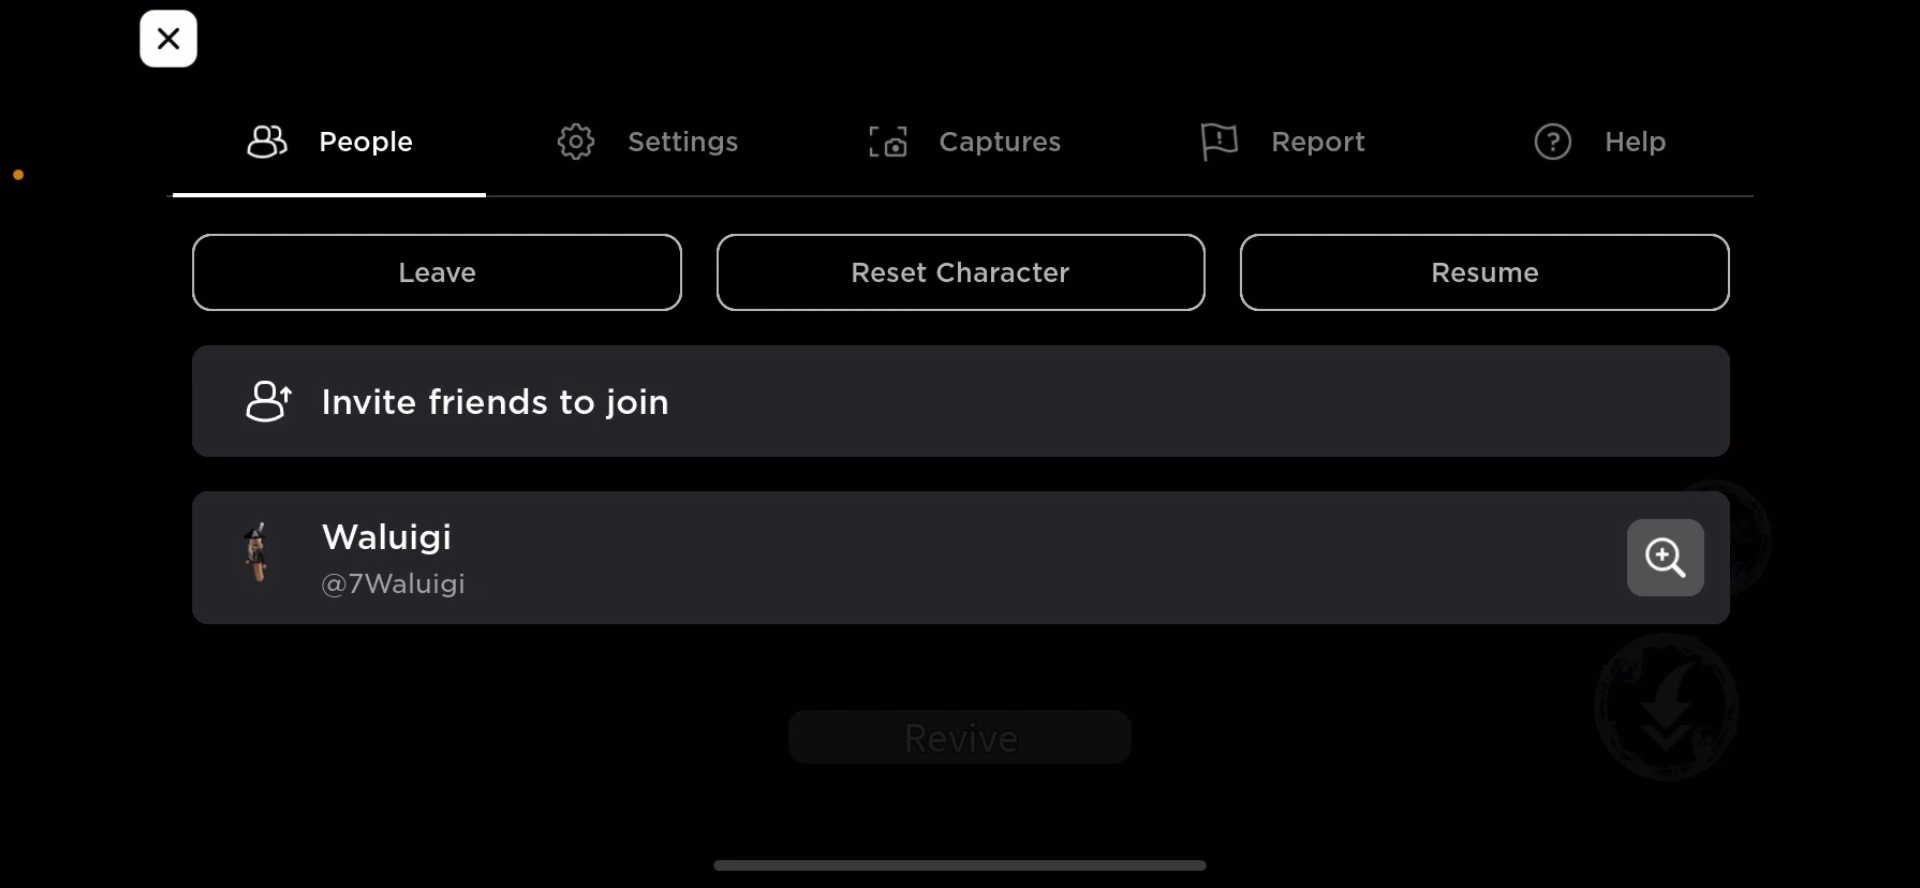 People
Settings
Captures
Report
Help
Leave
Reset Character
Resume
Invite friends to join
Waluigi
@7Waluigi
Revive